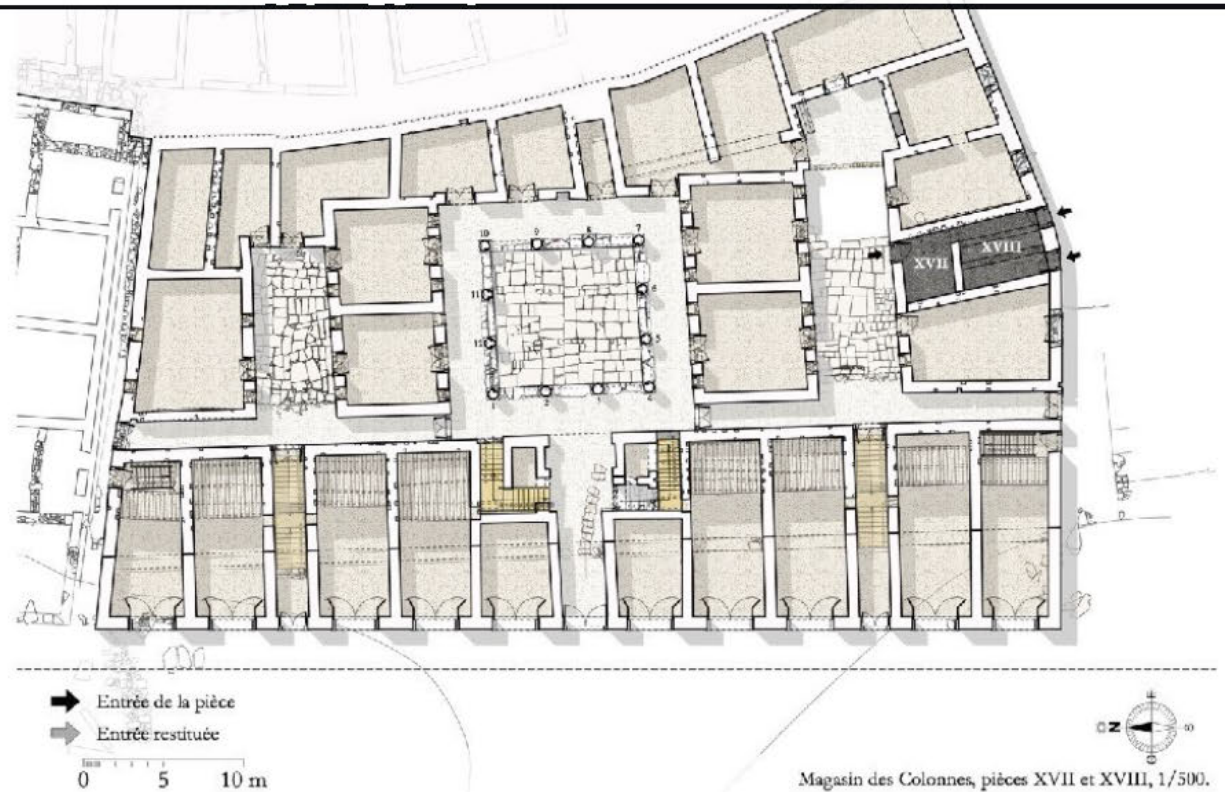 10 9 8 7
11 6
12 5
1 2 3 4
XVII XVIII
Entrée de la pièce
Entrée restituée
0 5 10 m
N
Magasin des Colonnes, pièces XVII et XVIII, 1/500.